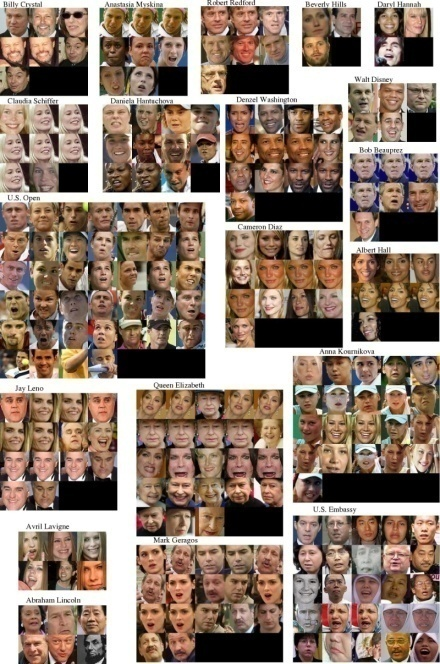 Billy Crystal
Anastasia Myskina
Robert Redford
Beverly Hills
Daryl Hannah
Walt Disney
Claudia Schiffer
Daniela Hantuchova
Denzel Washington
Bob Beauprez
U.S. Open
Cameron Diaz
Albert Hall
Anna Kournikova
Jay Leno
Queen Elizabeth
U.S. Embassy
Avril Lavigne
Mark Geragos
Abraham Lincoln